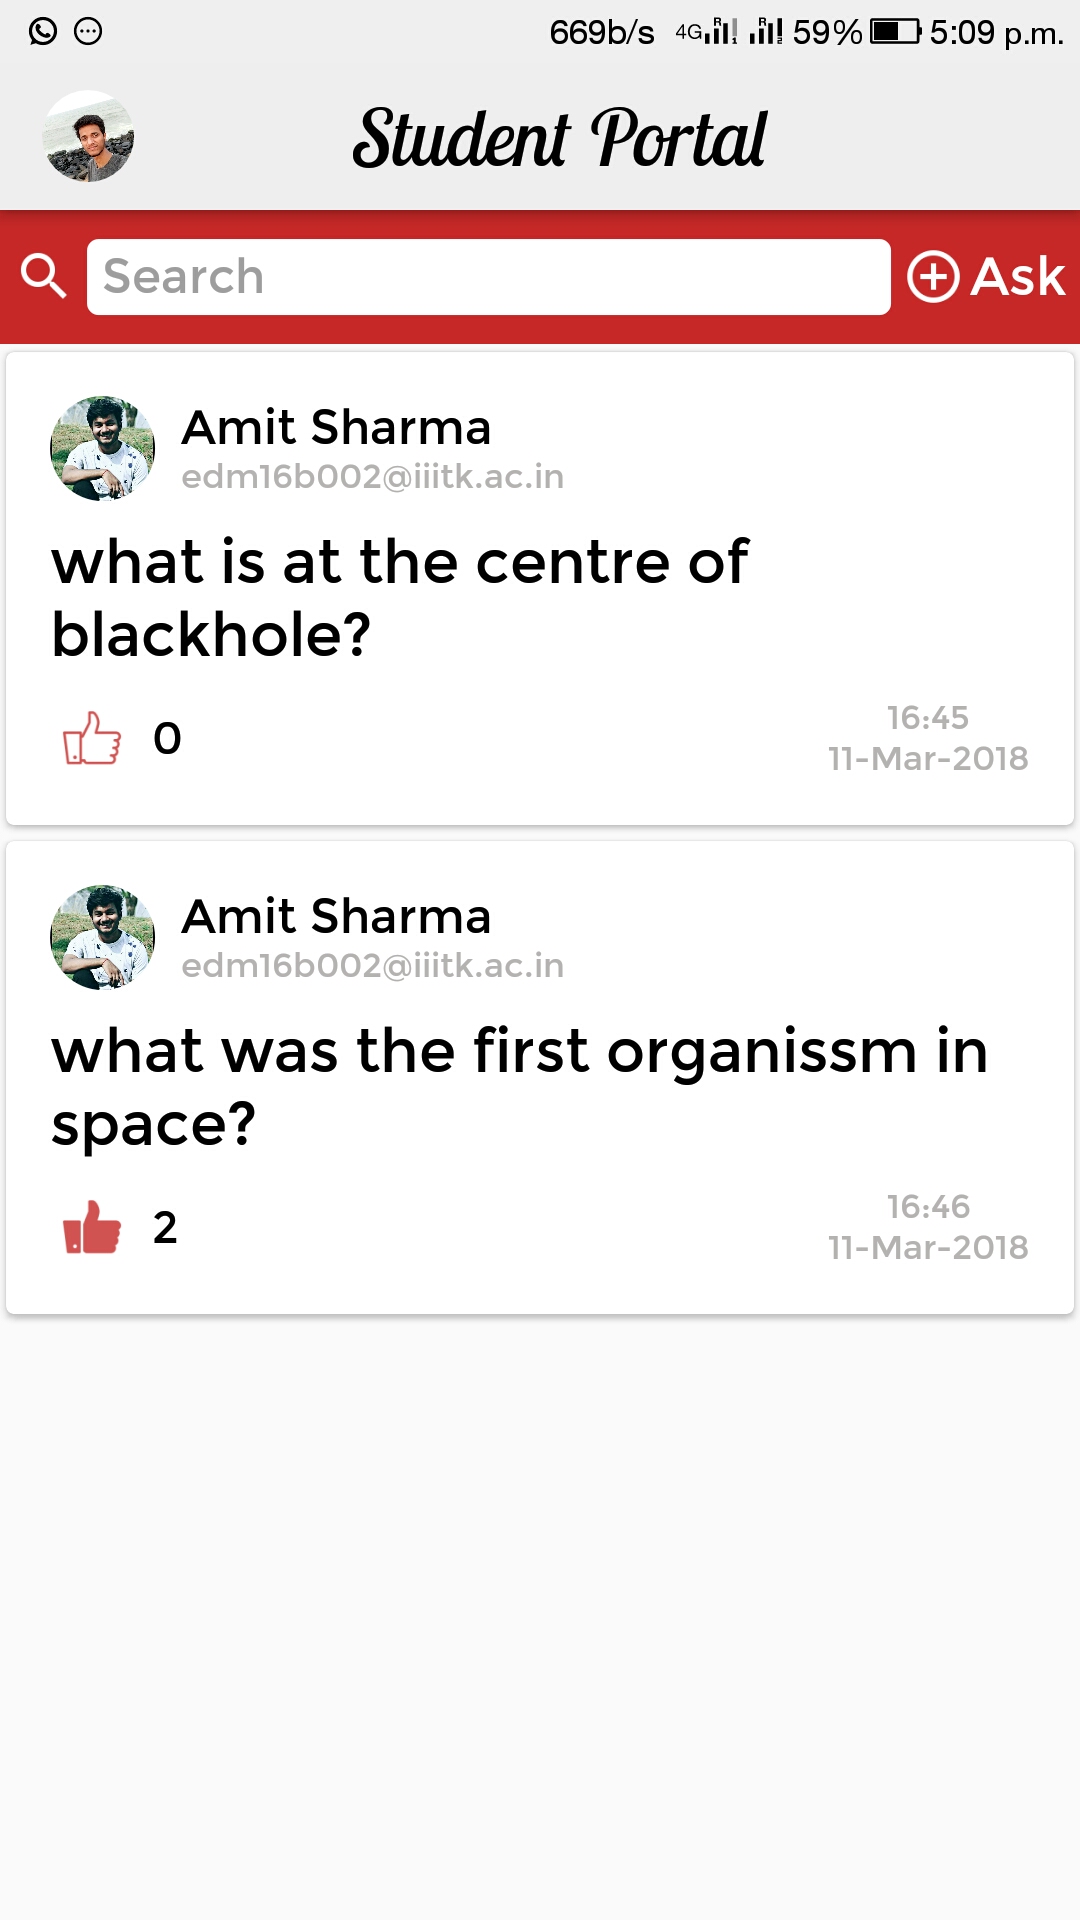 669b/s 4G 59% 5:09 p.m.
Student Portal
Search
Ask
Amit Sharma
edm16b002@iiitk.ac.in
what is at the centre of
blackhole?
0
16:45
11-Mar-2018
Amit Sharma
edm16b002@iiitk.ac.in
what was the first organissm in
space?
2
16:46
11-Mar-2018